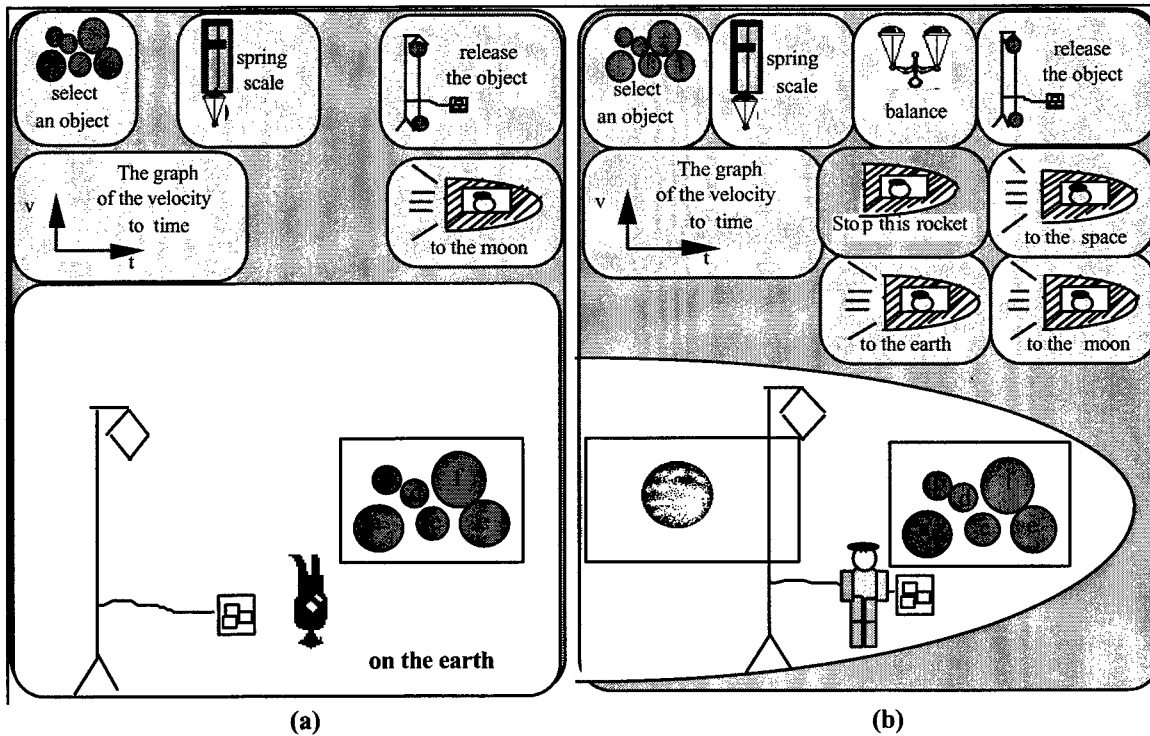 select
an object
spring
scale
release
the object
The graph
of the velocity
to time
v
t
to the moon
f
on the earth
(a)
select
an object
spring
scale
balance
release
the object
The graph
of the velocity
to time
v
t
Stop this rocket
to the space
to the earth
to the moon
f
d
c
e
(b)